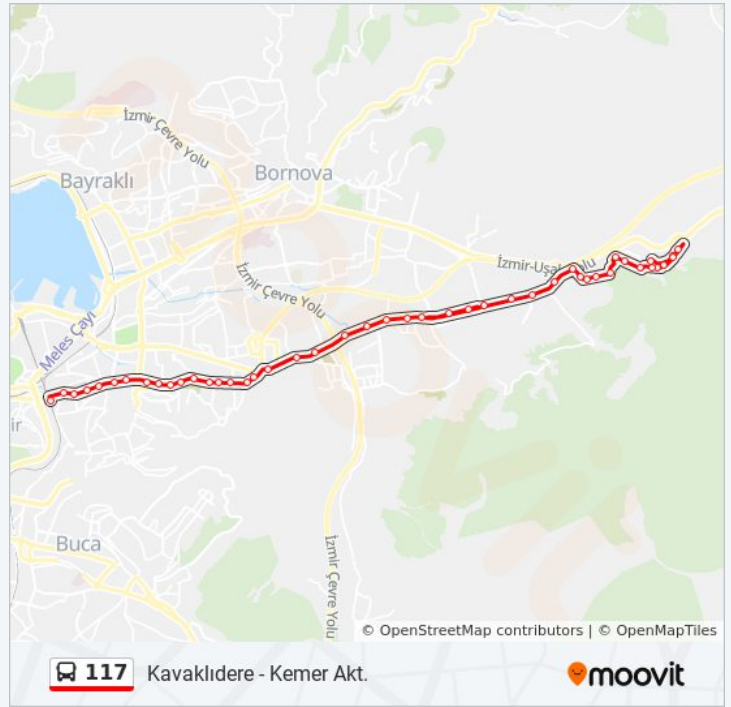 İzmir Çevre Yolu
Bayraklı
Bornova
İzmir-Uşak Yolu
İzmir Çevre Yolu
Meles Çayı
ir
Buca
İzmir Çevre Yolu
© OpenStreetMap contributors | © OpenMapTiles
117 Kavaklıdere - Kemer Akt.
moovit